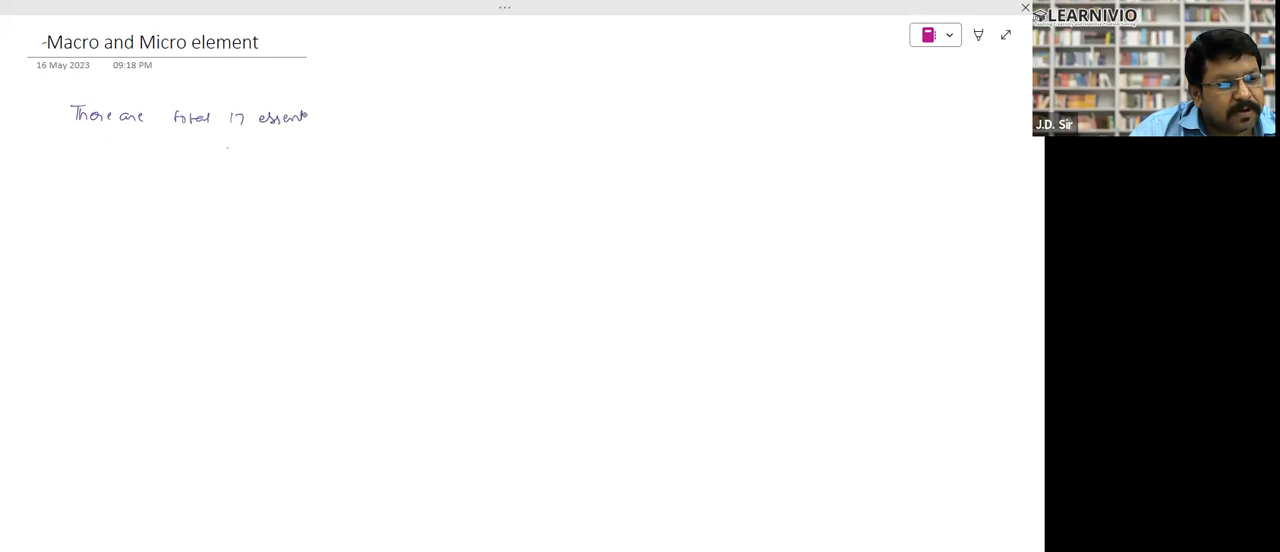 LEARNIVIO
-Macro and Micro element
16 May 2023 09:18 PM
There are total 17 essent
J.D. Sir